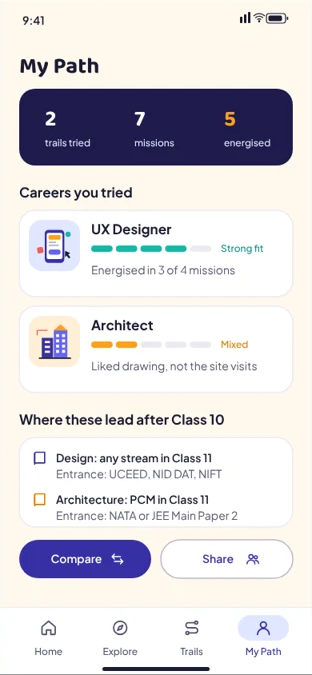 9:41
My Path
2
trails tried
7
missions
5
energised
Careers you tried
UX Designer
Strong fit
Energised in 3 of 4 missions
Architect
Mixed
Liked drawing, not the site visits
Where these lead after Class 10
Design: any stream in Class 11
Entrance: UCEED, NID DAT, NIFT
Architecture: PCM in Class 11
Entrance: NATA or JEE Main Paper 2
Compare
Share
Home
Explore
Trails
My Path